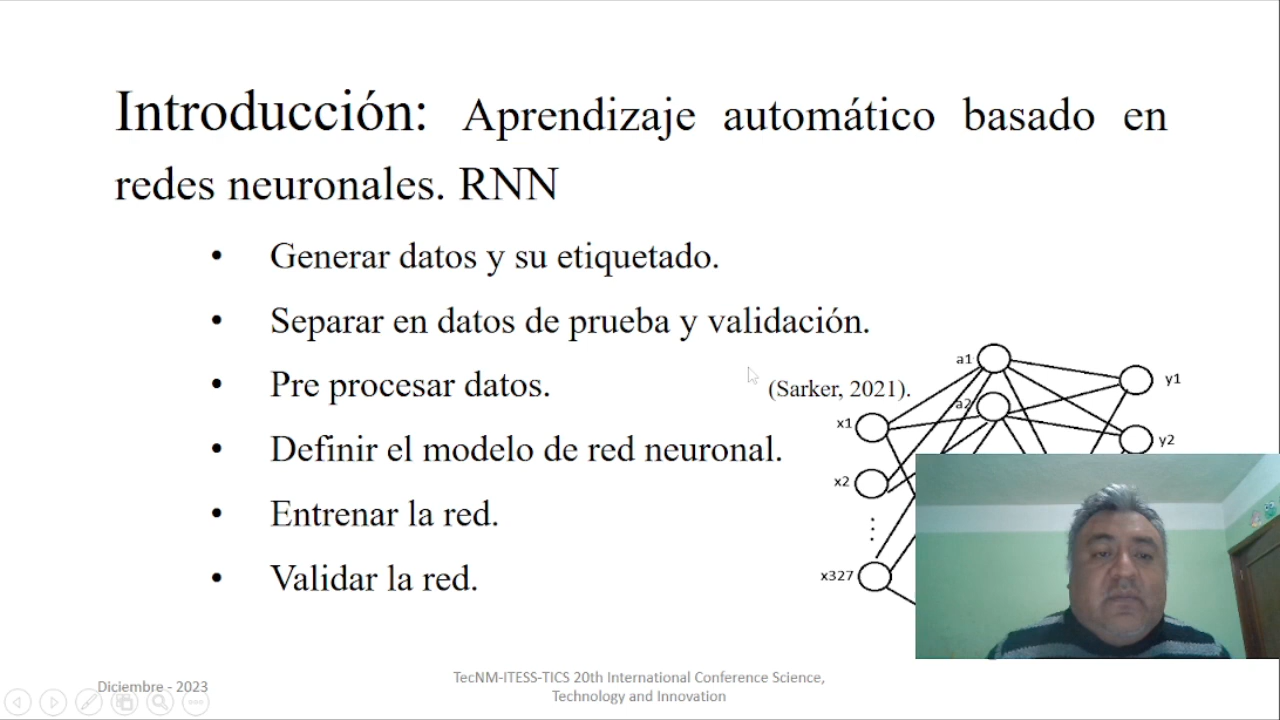 Introducción: Aprendizaje automático basado en
redes neuronales. RNN
• Generar datos y su etiquetado.
• Separar en datos de prueba y validación.
• Pre procesar datos.
(Sarker, 2021).
• Definir el modelo de red neuronal.
• Entrenar la red.
• Validar la red.
a1
a2
x1
x2
⋮
x327
y1
y2
Diciembre - 2023
TecNM-ITESS-TICS 20th International Conference Science,
Technology and Innovation